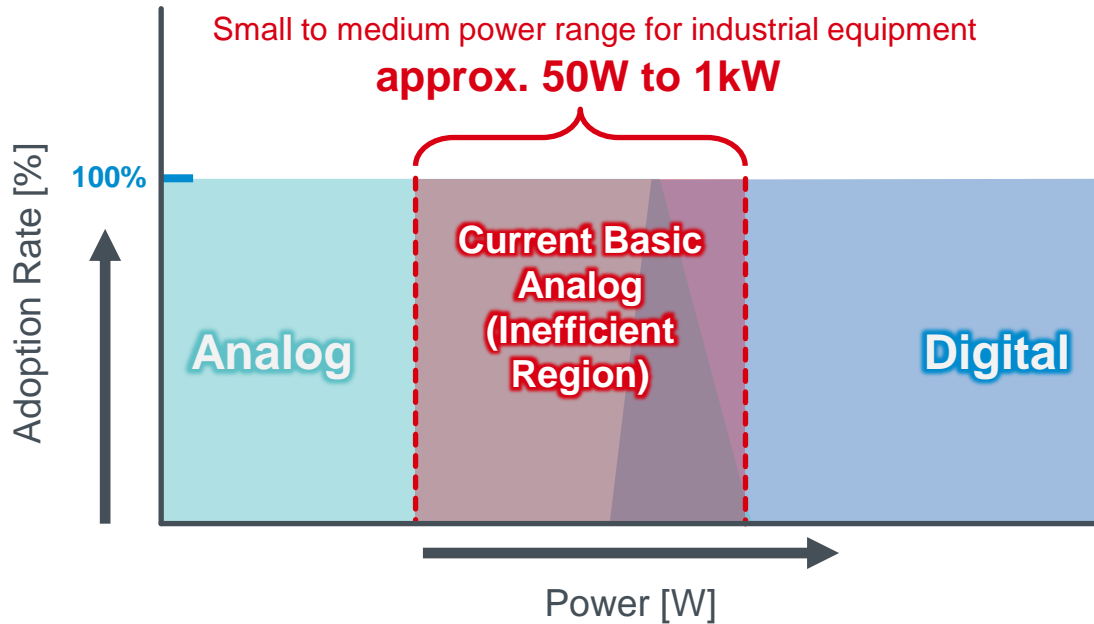 Small to medium power range for industrial equipment
approx. 50W to 1kW
Adoption Rate [%]
100%
Analog
Current Basic
Analog
(Inefficient
Region)
Digital
Power [W]